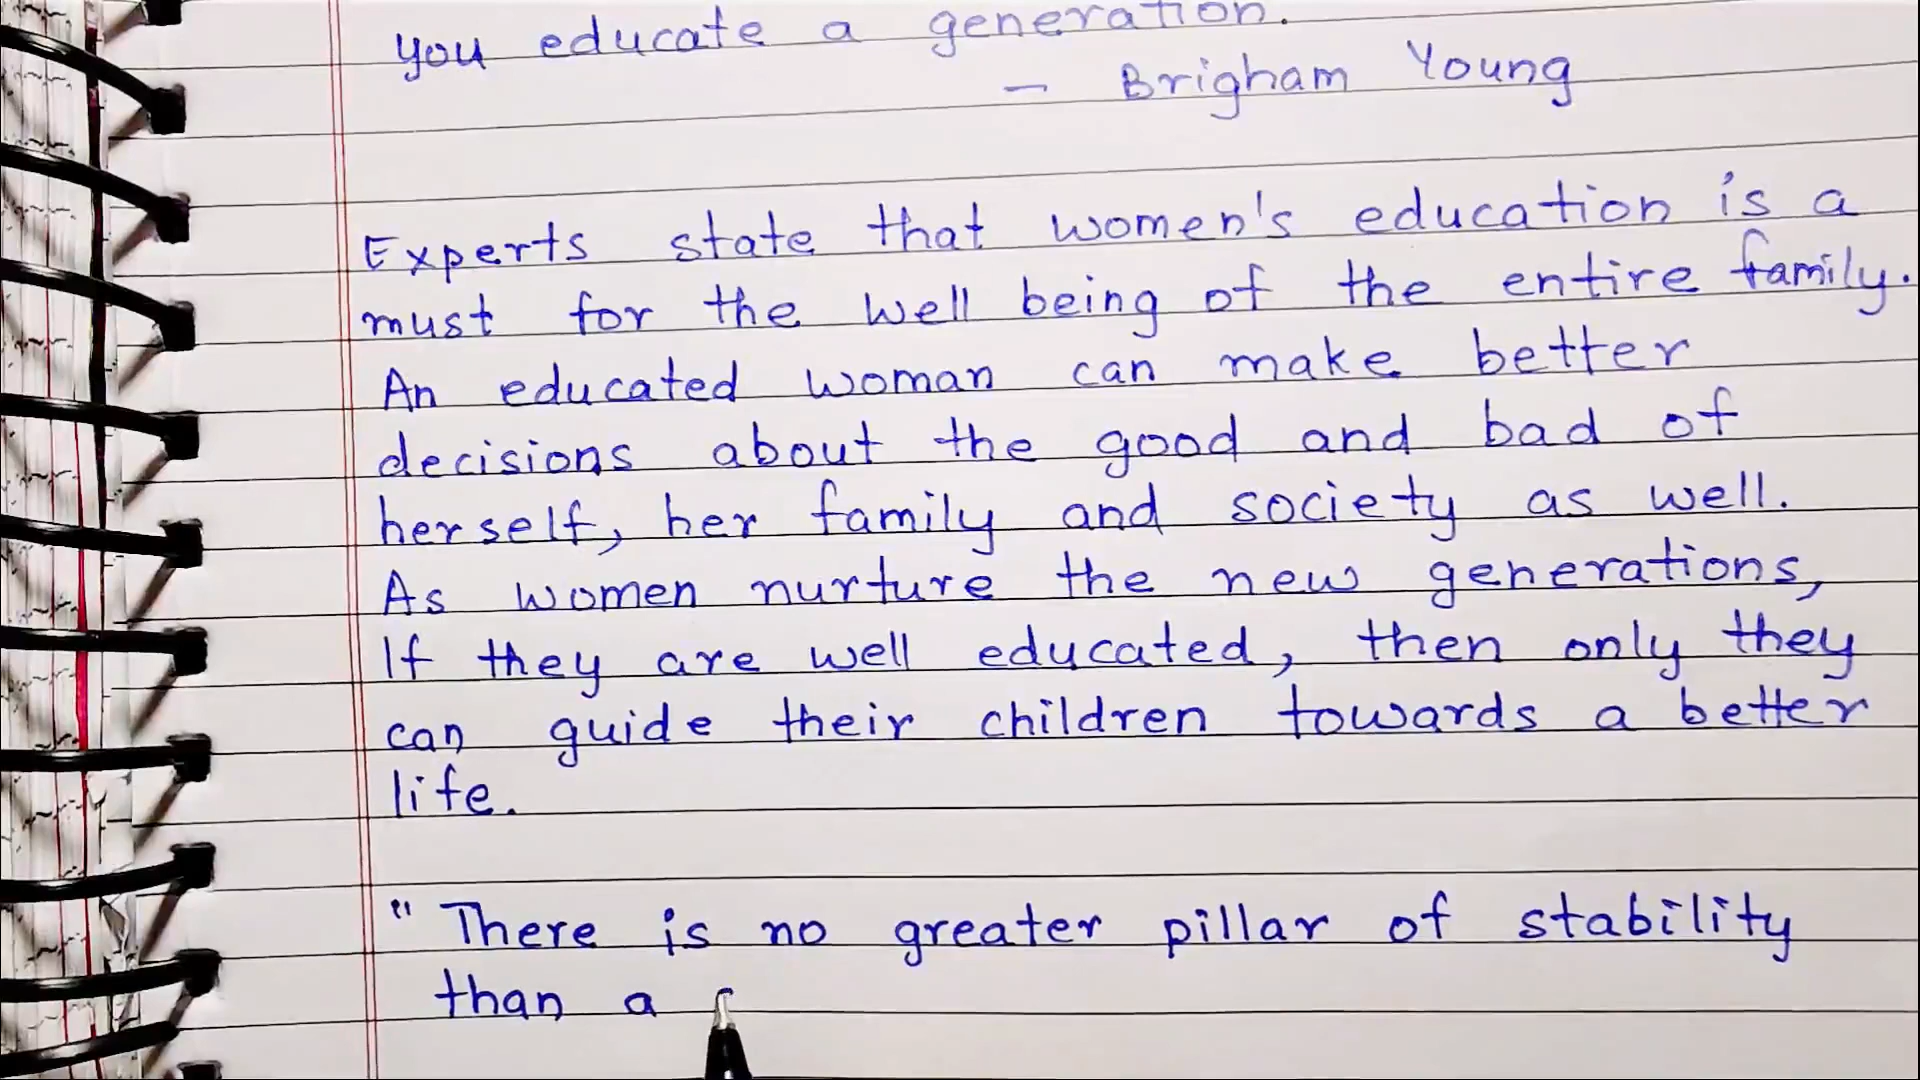 you educate a generation.
— Brigham Young
Experts state that women's education is a
must for the well being of the entire family.
An educated woman can make better
decisions about the good and bad of
herself, her family and society as well.
As women nurture the new generations,
If they are well educated, then only they
can guide their children towards a better
life.
" There is no greater pillar of stability
than a